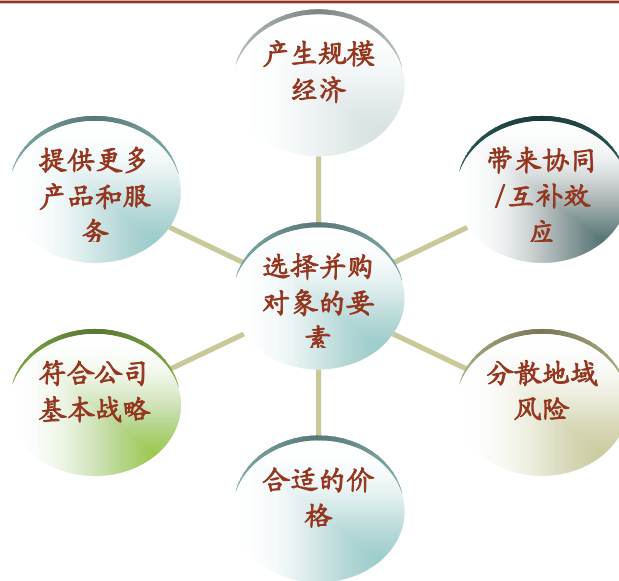 产生规模
经济
提供更多
产品和服
务
带来协同
/互补效
应
选择并购
对象的要
素
符合公司
基本战略
分散地域
风险
合适的价
格